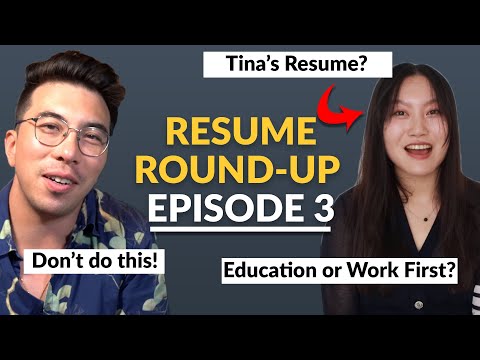 Tina’s Resume?
RESUME
ROUND-UP
EPISODE 3
Don’t do this!
Education or Work First?